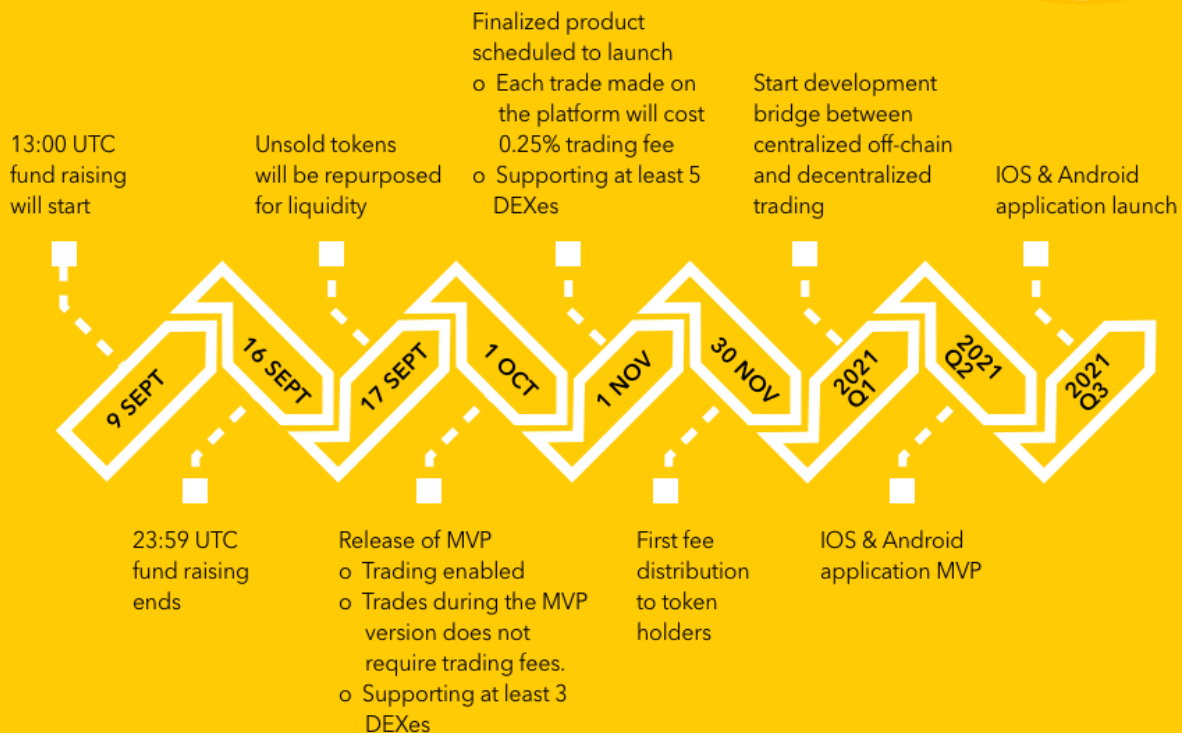 Finalized product
scheduled to launch
o Each trade made on
the platform will cost
0.25% trading fee
o Supporting at least 5
DEXes
Start development
bridge between
centralized off-chain
and decentralized
trading
13:00 UTC
fund raising
will start
Unsold tokens
will be repurposed
for liquidity
IOS & Android
application launch
9 SEPT
16 SEPT
17 SEPT
1 OCT
1 NOV
30 NOV
2021
Q1
2021
Q2
2021
Q3
23:59 UTC
fund raising
ends
Release of MVP
o Trading enabled
o Trades during the MVP
version does not
require trading fees.
o Supporting at least 3
DEXes
First fee
distribution
to token
holders
IOS & Android
application MVP